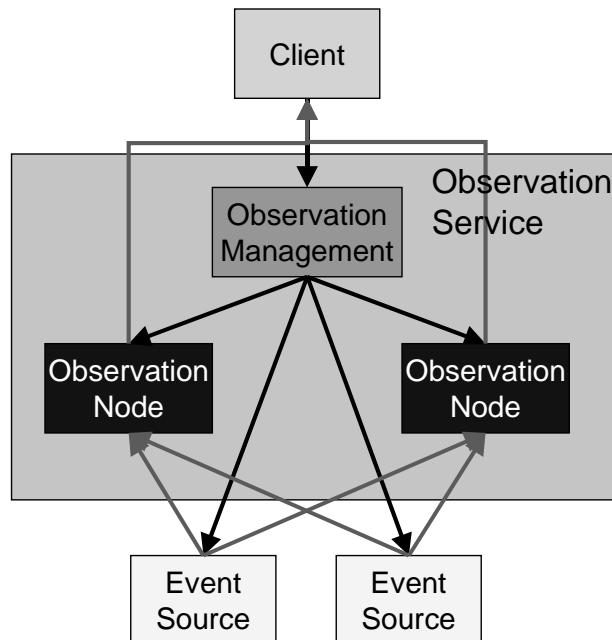 Client
Observation
Service
Observation
Management
Observation
Node
Observation
Node
Event
Source
Event
Source